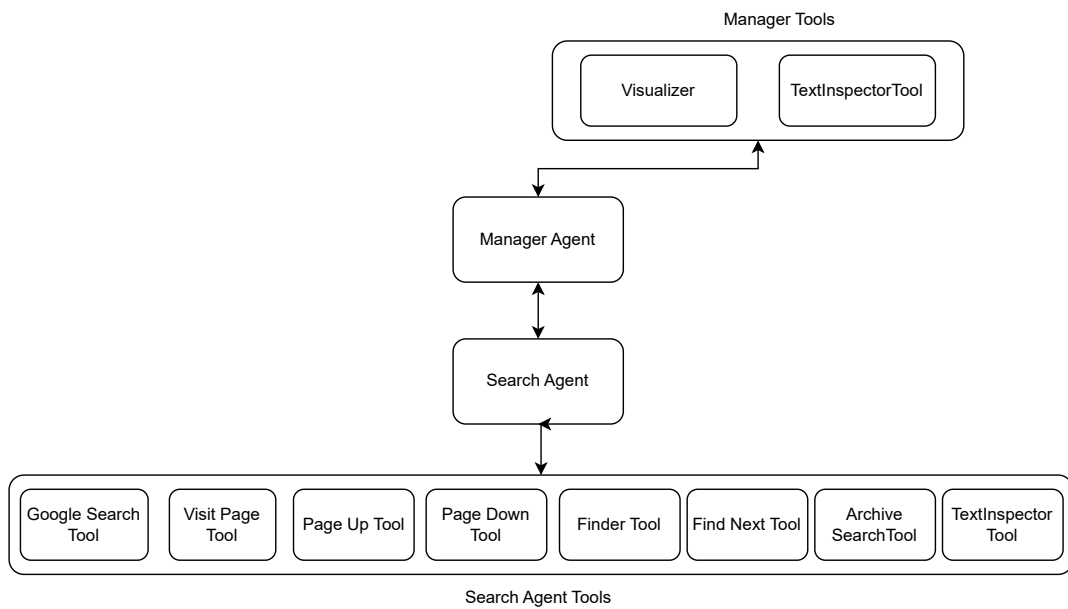 Manager Tools
Visualizer
TextInspectorTool
Manager Agent
Search Agent
Google Search
Tool
Visit Page
Tool
Page Up Tool
Page Down
Tool
Finder Tool
Find Next Tool
Archive
SearchTool
TextInspector
Tool
Search Agent Tools